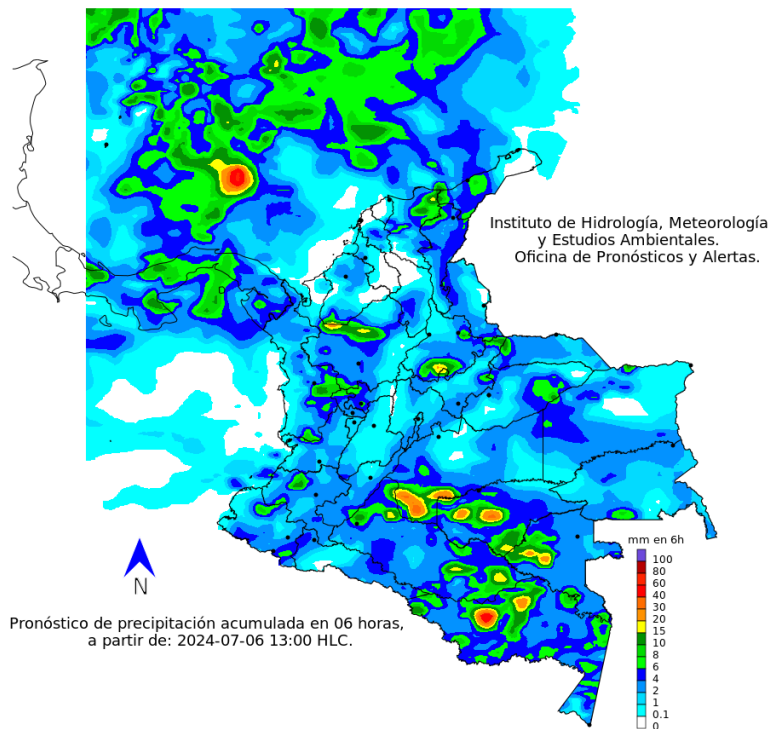 Instituto de Hidrología, Meteorología
y Estudios Ambientales.
Oficina de Pronósticos y Alertas.
mm en 6h
100
80
60
40
30
20
15
10
8
6
4
2
1
0.1
0
N
Pronóstico de precipitación acumulada en 06 horas,
a partir de: 2024-07-06 13:00 HLC.